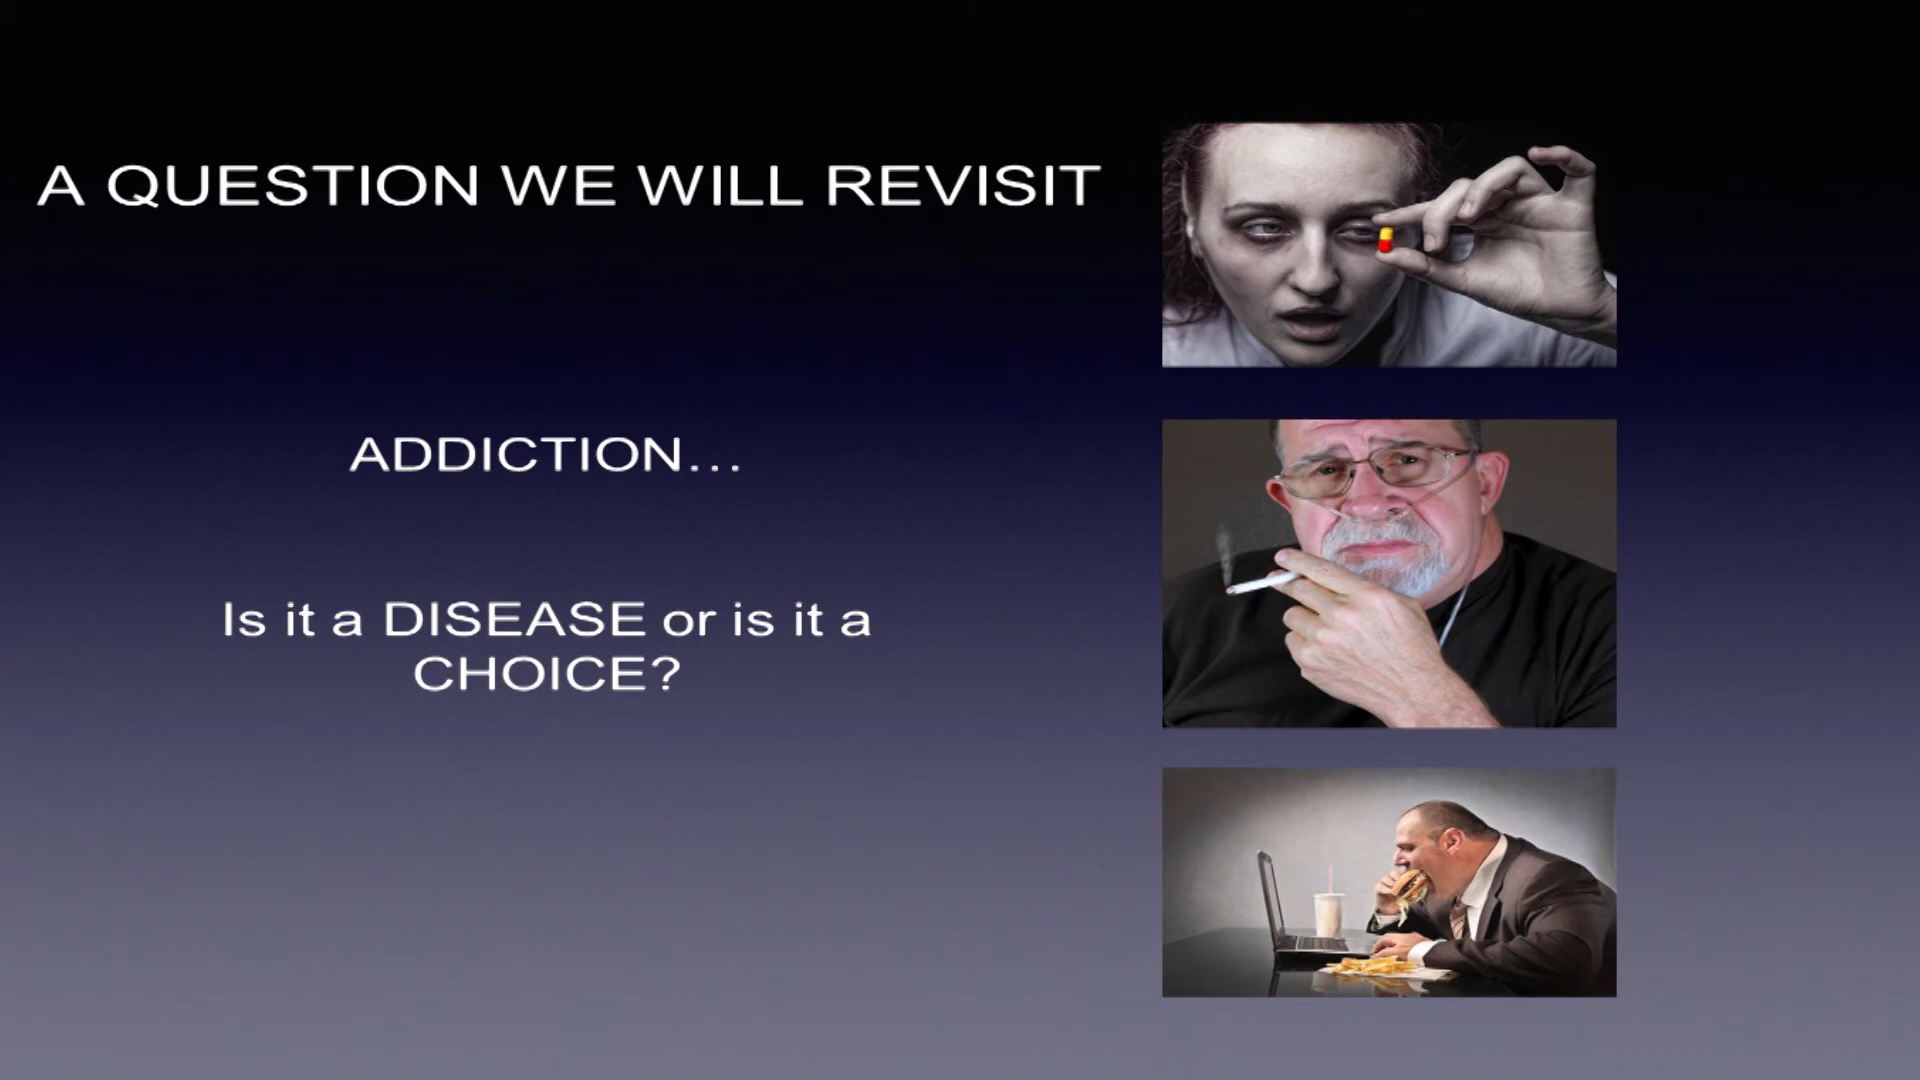 A QUESTION WE WILL REVISIT
ADDICTION...
Is it a DISEASE or is it a
CHOICE?